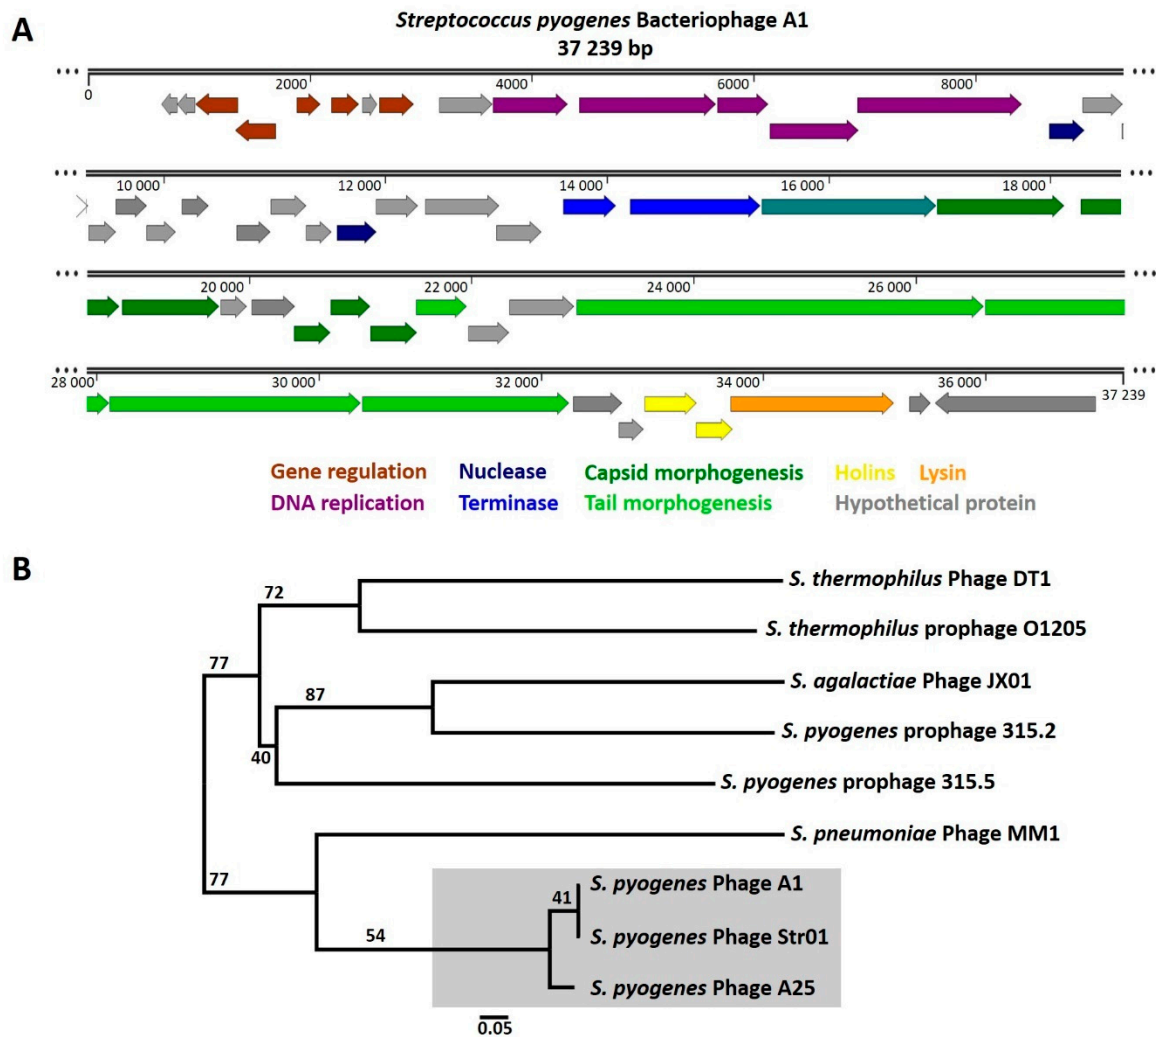 A
Streptococcus pyogenes Bacteriophage A1
37 239 bp
0 2000 4000 6000 8000
10 000 12 000 14 000 16 000 18 000
20 000 22 000 24 000 26 000
28 000 30 000 32 000 34 000 36 000 37 239
Gene regulation Nuclease Capsid morphogenesis Holins Lysin
DNA replication Terminase Tail morphogenesis Hypothetical protein
B
72 S. thermophilus Phage DT1
S. thermophilus prophage O1205
77
87 S. agalactiae Phage JX01
S. pyogenes prophage 315.2
40
S. pyogenes prophage 315.5
S. pneumoniae Phage MM1
77
41 S. pyogenes Phage A1
54 S. pyogenes Phage Str01
S. pyogenes Phage A25
0.05